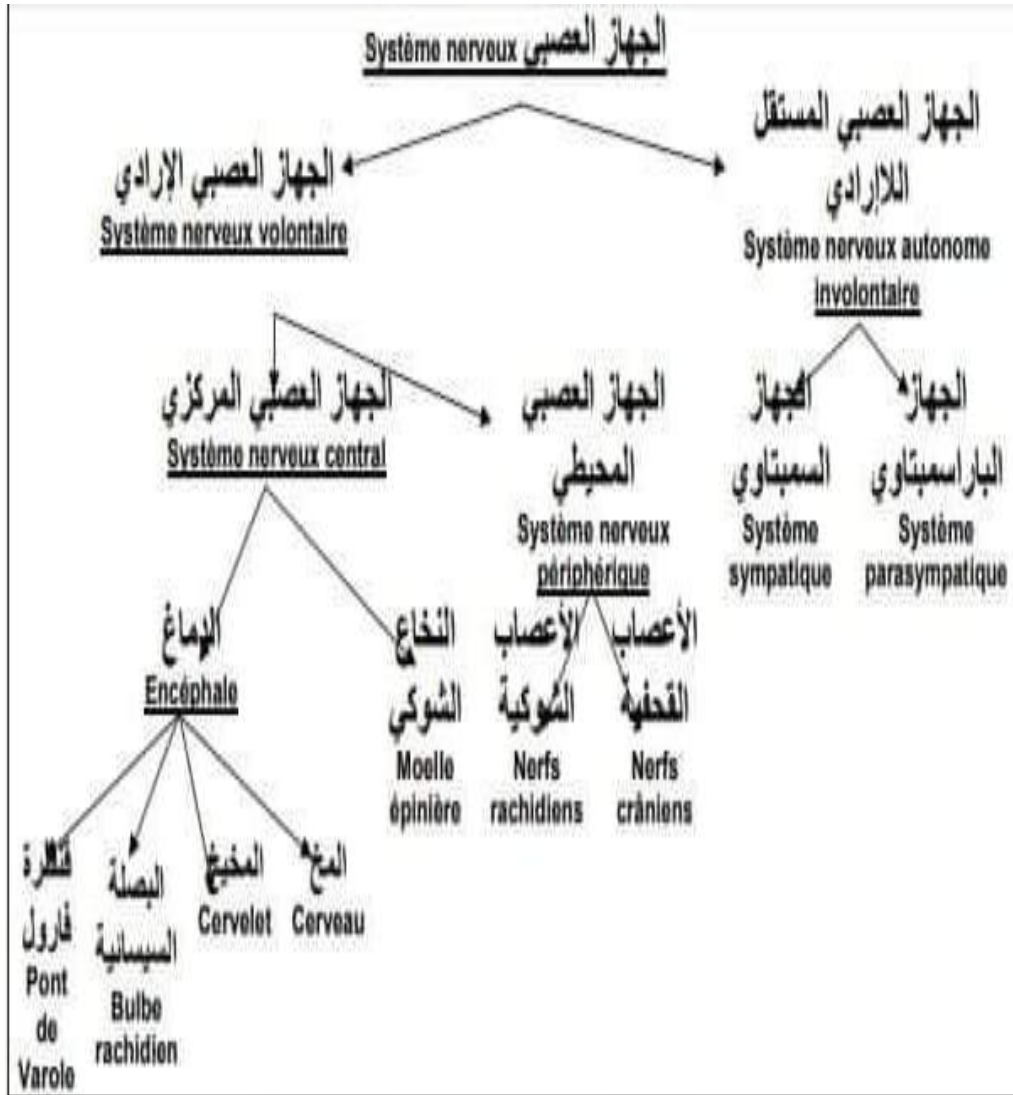 Système nerveux الجهاز العصبي
الجهاز العصبي الإرادي
Système nerveux volontaire
الجهاز العصبي المستقل
اللاإرادي
Système nerveux autonome
involontaire
الجهاز العصبي المركزي
Système nerveux central
الجهاز العصبي
المحيطي
Système nerveux
périphérique
الجهاز
السمبتاوي
Système
sympatique
الجهاز
الباراسمبتاوي
Système
parasympatique
الدماغ
Encéphale
النخاع
الشوكي
Moelle
épinière
الأعصاب
الشوكية
Nerfs
rachidiens
الأعصاب
القحفية
Nerfs
crâniens
قنطرة
فارول
Pont
de
Varole
البصلة
السيسائية
Bulbe
rachidien
المخيخ
Cervelet
المخ
Cerveau